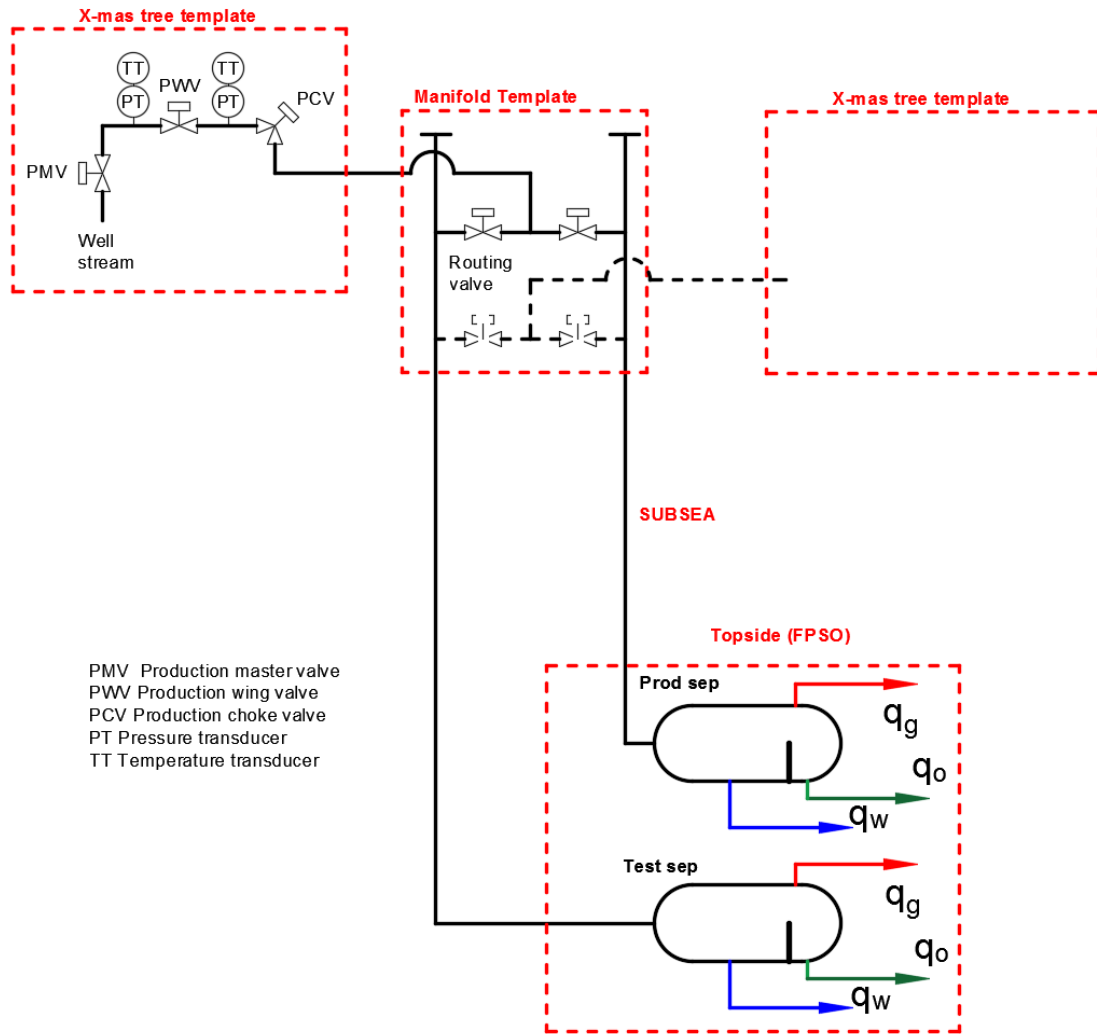 X-mas tree template
TT
TT
PWV
PT
PT
PCV
PMV
Well
stream
Manifold Template
Routing
valve
X-mas tree template
SUBSEA
Topside (FPSO)
PMV Production master valve
PWV Production wing valve
PCV Production choke valve
PT Pressure transducer
TT Temperature transducer
Prod sep
qg
qo
qw
Test sep
qg
qo
qw